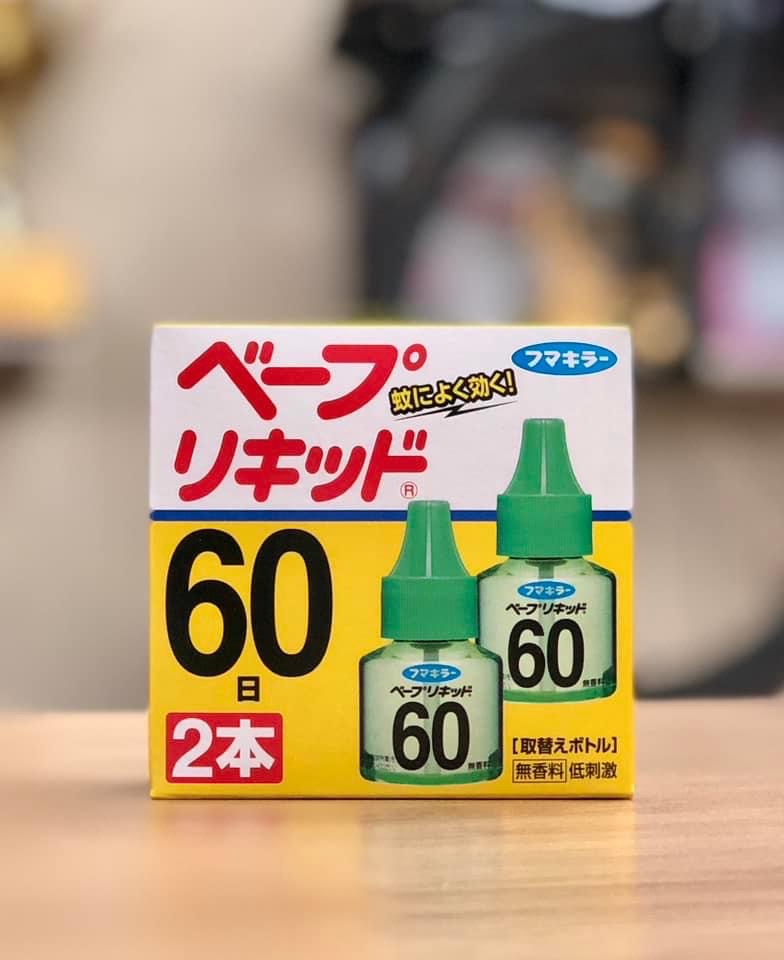 ベープ
リキッド®
蚊によく効く!
フマキラー
60
日
2本
フマキラー
ベープリキッド
60
無香料
フマキラー
ベープリキッド
60
無香料
[取替えボトル]
無香料 低刺激